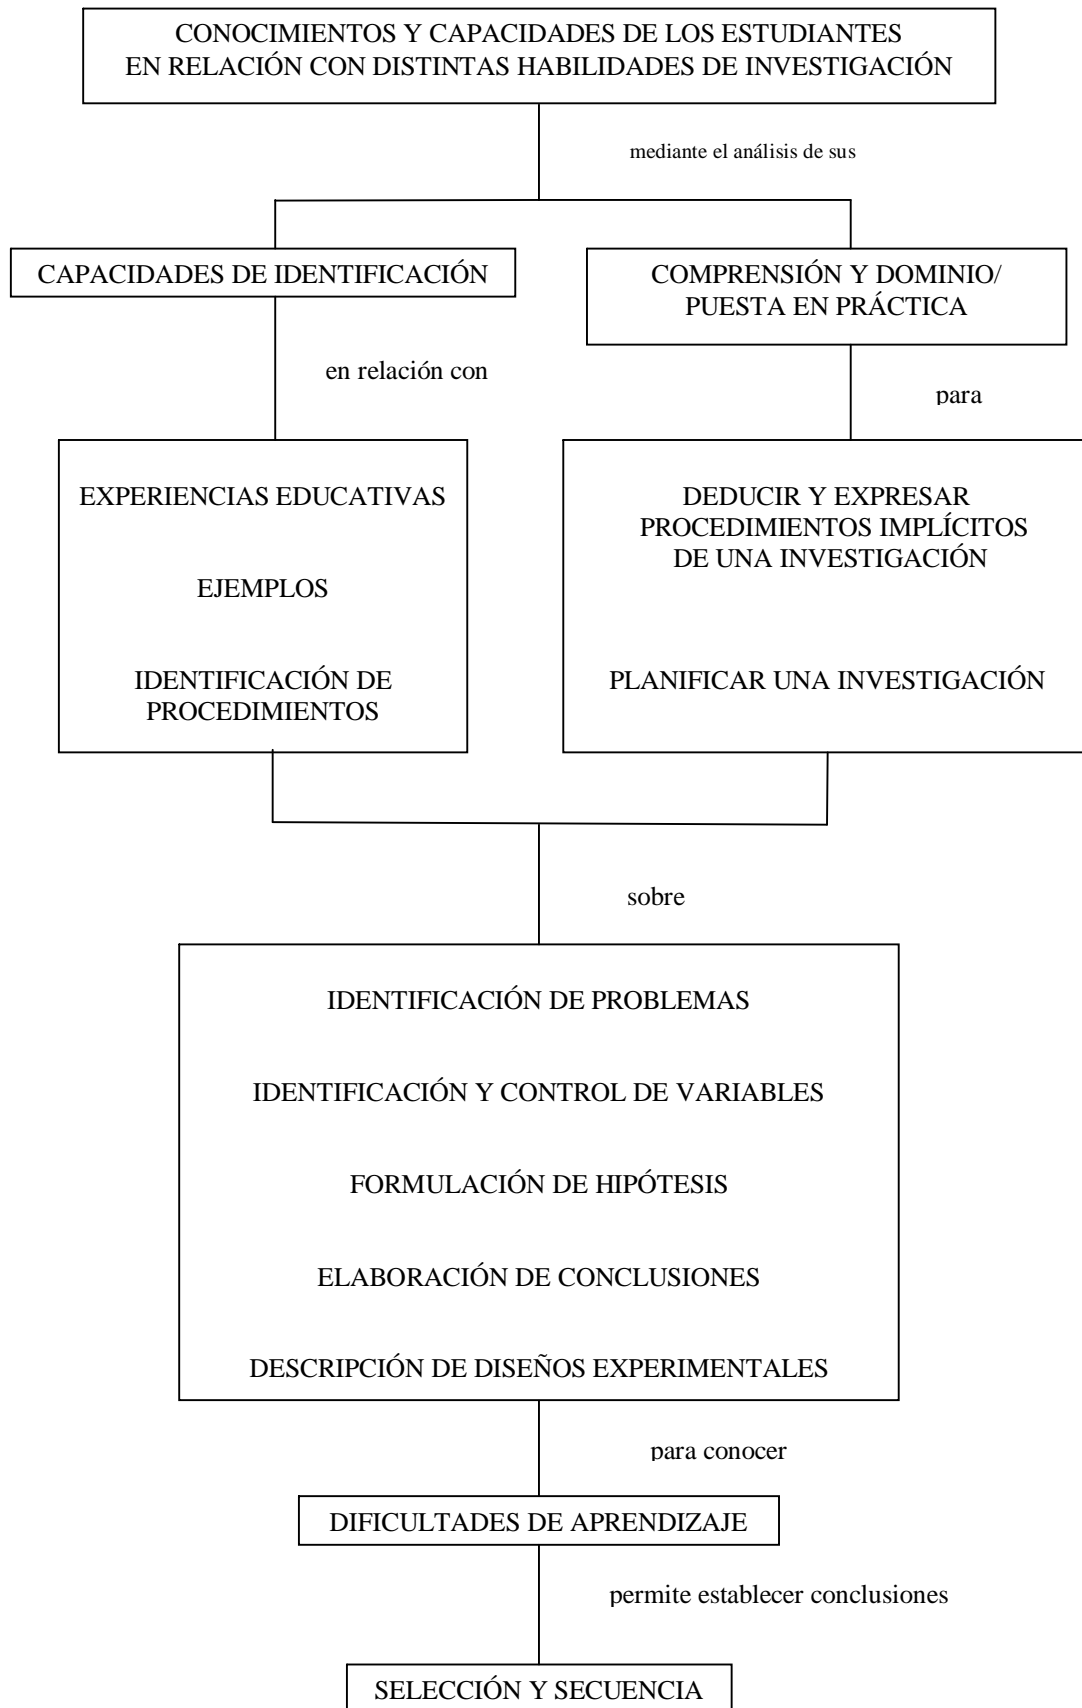 CONOCIMIENTOS Y CAPACIDADES DE LOS ESTUDIANTES
EN RELACIÓN CON DISTINTAS HABILIDADES DE INVESTIGACIÓN
mediante el análisis de sus
CAPACIDADES DE IDENTIFICACIÓN
COMPRENSIÓN Y DOMINIO/
PUESTA EN PRÁCTICA
en relación con
para
EXPERIENCIAS EDUCATIVAS
EJEMPLOS
IDENTIFICACIÓN DE
PROCEDIMIENTOS
DEDUCIR Y EXPRESAR
PROCEDIMIENTOS IMPLÍCITOS
DE UNA INVESTIGACIÓN
PLANIFICAR UNA INVESTIGACIÓN
sobre
IDENTIFICACIÓN DE PROBLEMAS
IDENTIFICACIÓN Y CONTROL DE VARIABLES
FORMULACIÓN DE HIPÓTESIS
ELABORACIÓN DE CONCLUSIONES
DESCRIPCIÓN DE DISEÑOS EXPERIMENTALES
para conocer
DIFICULTADES DE APRENDIZAJE
permite establecer conclusiones
SELECCIÓN Y SECUENCIA